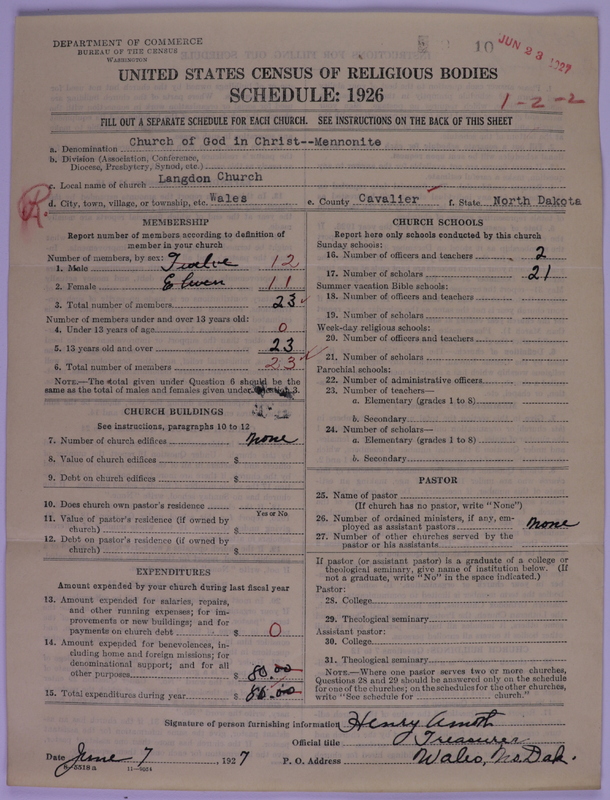 DEPARTMENT OF COMMERCE
BUREAU OF THE CENSUS
WASHINGTON
10
JUN 23 1927
UNITED STATES CENSUS OF RELIGIOUS BODIES
SCHEDULE: 1926
1-2-2
FILL OUT A SEPARATE SCHEDULE FOR EACH CHURCH. SEE INSTRUCTIONS ON THE BACK OF THIS SHEET
a. Denomination Church of God in Christ--Mennonite
b. Division (Association, Conference,
Diocese, Presbytery, Synod, etc.)
c. Local name of church Langdon Church
R.
d. City, town, village, or township, etc. Wales e. County Cavalier f. State North Dakota
MEMBERSHIP
Report number of members according to definition of
member in your church
Number of members, by sex:
1. Male Twelve 12
2. Female Eleven 11
3. Total number of members 23
Number of members under and over 13 years old:
4. Under 13 years of age 0
5. 13 years old and over 23
6. Total number of members 23
NOTE.—The total given under Question 6 should be the
same as the total of males and females given under Question 3.
CHURCH BUILDINGS
See instructions, paragraphs 10 to 12
7. Number of church edifices none
8. Value of church edifices $
9. Debt on church edifices $
10. Does church own pastor's residence
Yes or No
11. Value of pastor's residence (if owned by
church) $
12. Debt on pastor's residence (if owned by
church) $
EXPENDITURES
Amount expended by your church during last fiscal year
13. Amount expended for salaries, repairs,
and other running expenses; for im-
provements or new buildings; and for
payments on church debt $ 0
14. Amount expended for benevolences, in-
cluding home and foreign missions; for
denominational support; and for all
other purposes $ 80.00
15. Total expenditures during year $ 80.00
CHURCH SCHOOLS
Report here only schools conducted by this church
Sunday schools:
16. Number of officers and teachers 2
17. Number of scholars 21
Summer vacation Bible schools:
18. Number of officers and teachers
19. Number of scholars
Week-day religious schools:
20. Number of officers and teachers
21. Number of scholars
Parochial schools:
22. Number of administrative officers
23. Number of teachers—
a. Elementary (grades 1 to 8)
b. Secondary
24. Number of scholars—
a. Elementary (grades 1 to 8)
b. Secondary
PASTOR
25. Name of pastor
(If church has no pastor, write "None")
26. Number of ordained ministers, if any, em-
ployed as assistant pastors none
27. Number of other churches served by the
pastor or his assistants
If pastor (or assistant pastor) is a graduate of a college or
theological seminary, give name of institution below. (If
not a graduate, write "No" in the space indicated.)
Pastor:
28. College
29. Theological seminary
Assistant pastor:
30. College
31. Theological seminary
NOTE.—Where one pastor serves two or more churches,
Questions 28 and 29 should be answered only on the schedule
for one of the churches; on the schedules for the other churches,
write "See schedule for church."
Signature of person furnishing information Henry Amoth
Official title Treasurer
Date June 7, 1927 P. O. Address Wales, No. Dak.
8-5518a 11-9024